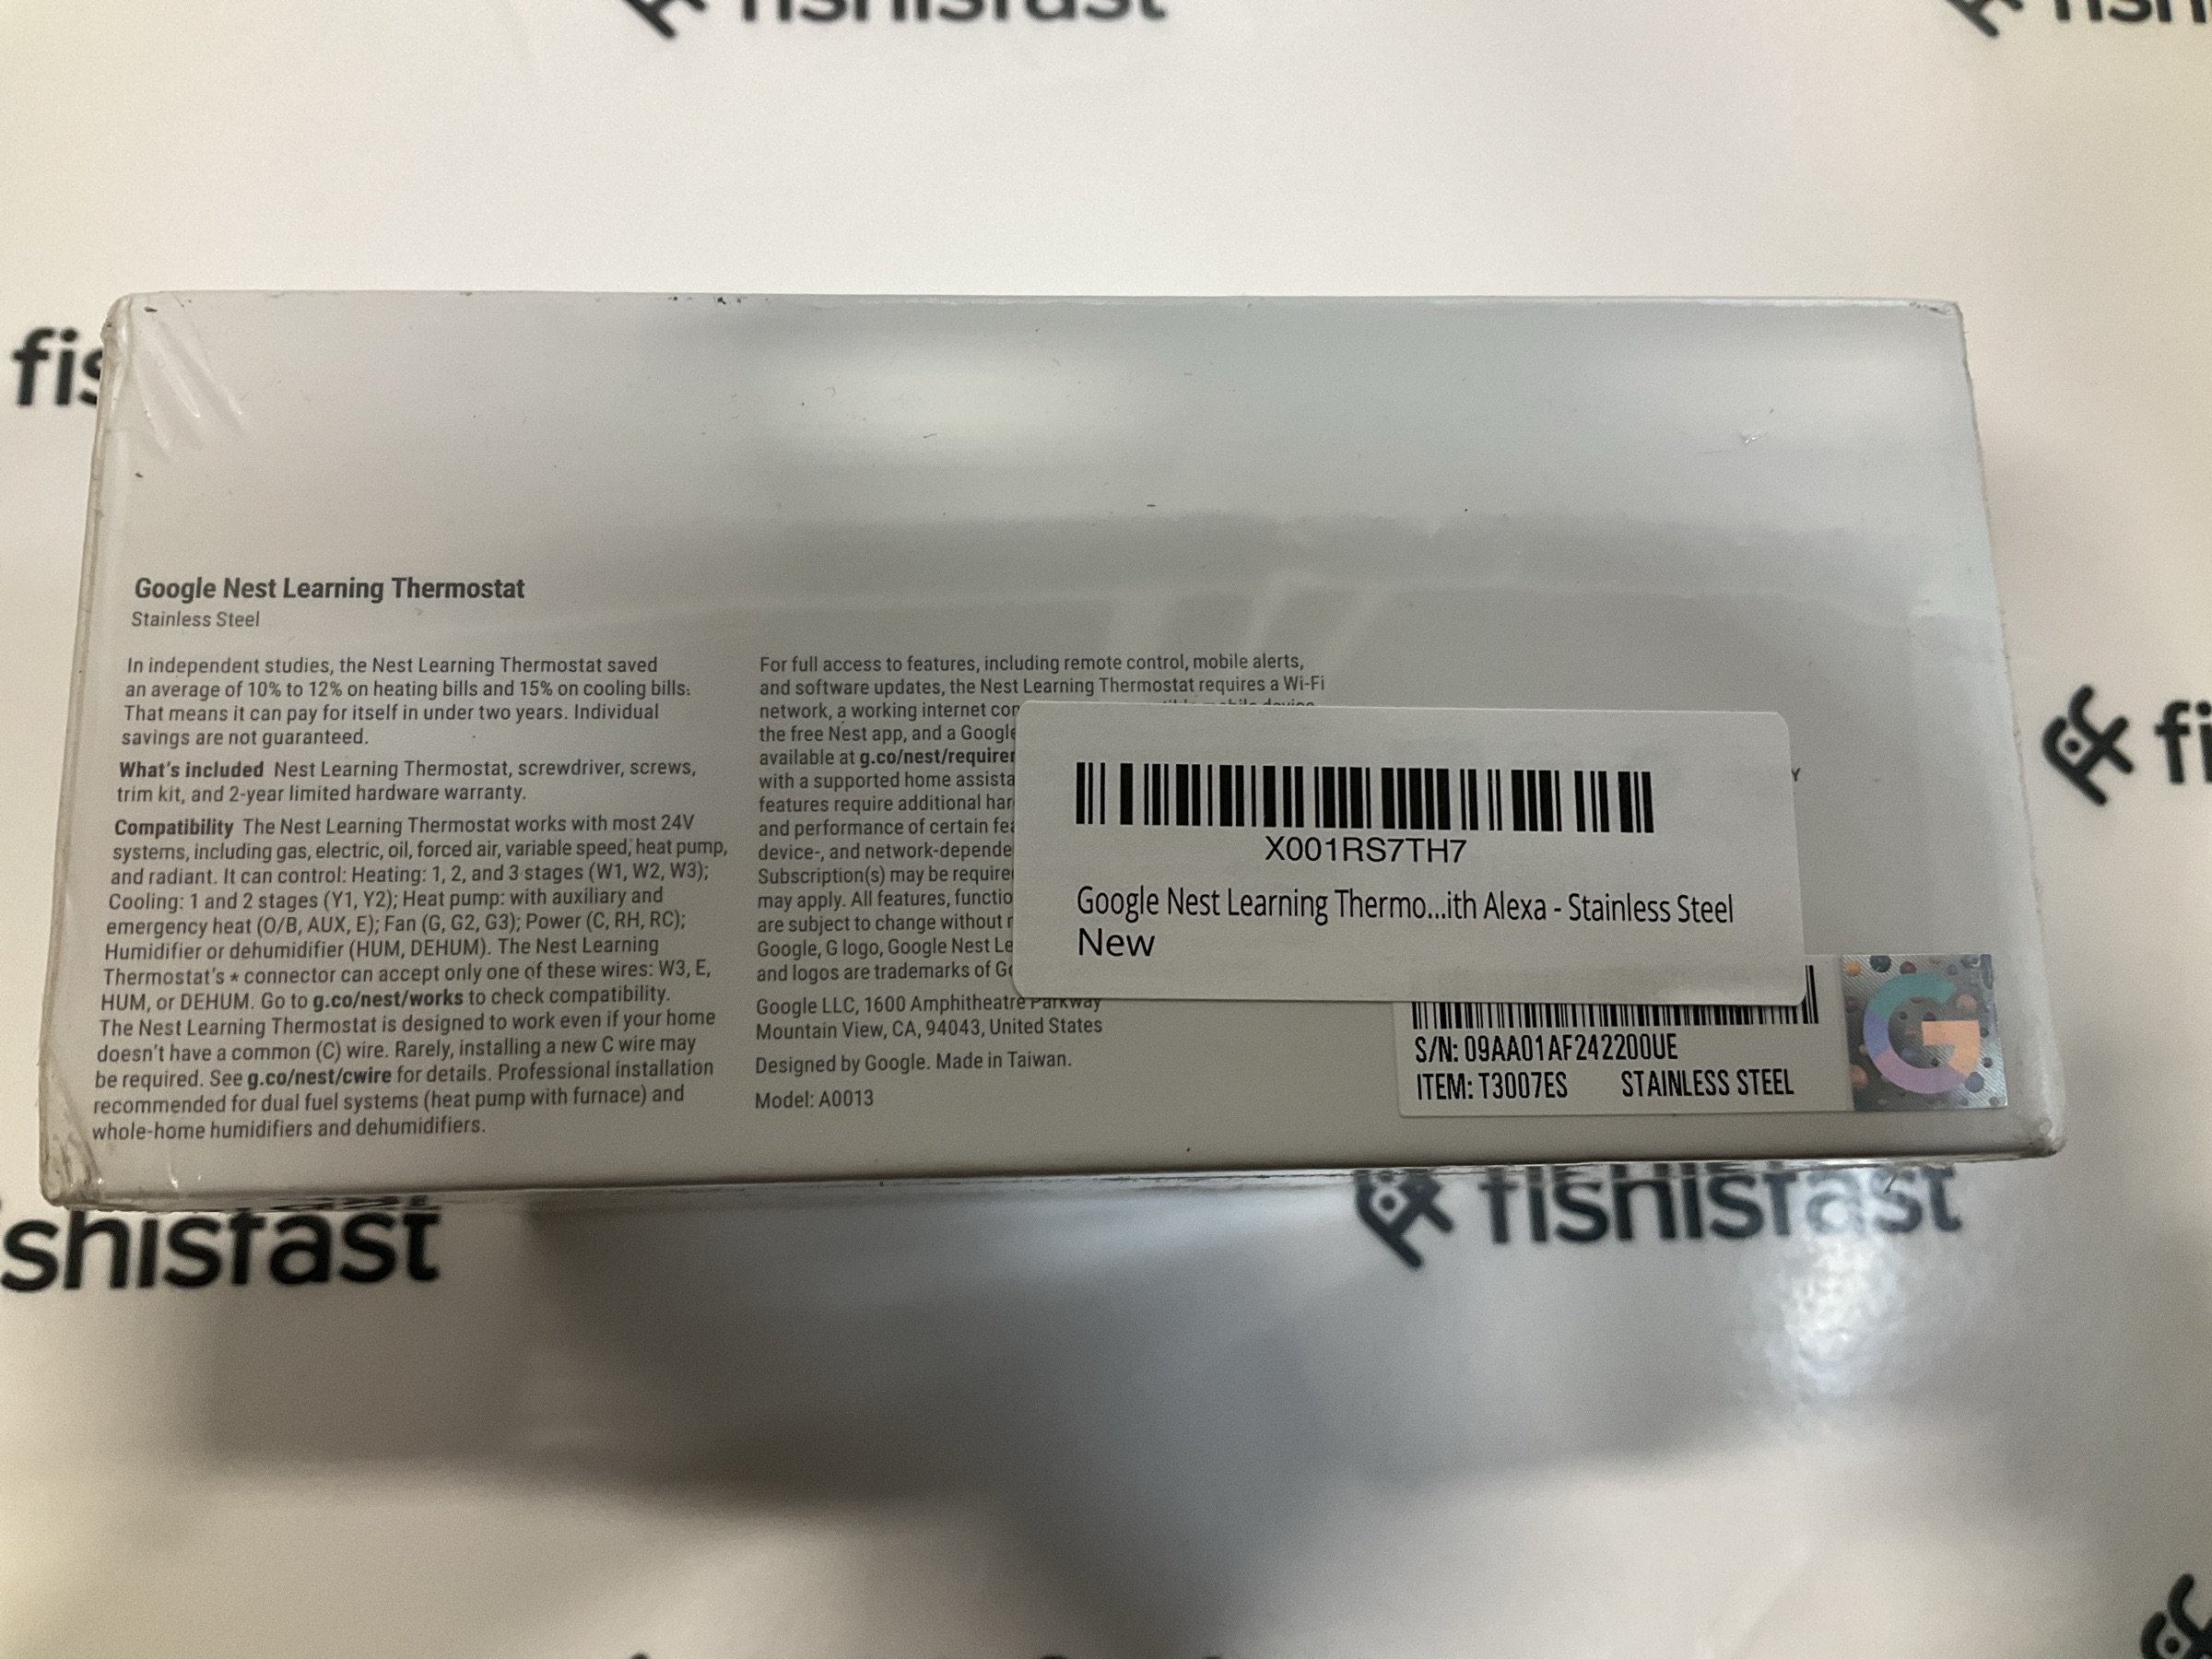 fishisfast
Google Nest Learning Thermostat
Stainless Steel
In independent studies, the Nest Learning Thermostat saved
an average of 10% to 12% on heating bills and 15% on cooling bills.
That means it can pay for itself in under two years. Individual
savings are not guaranteed.
What's included Nest Learning Thermostat, screwdriver, screws,
trim kit, and 2-year limited hardware warranty.
Compatibility The Nest Learning Thermostat works with most 24V
systems, including gas, electric, oil, forced air, variable speed, heat pump,
and radiant. It can control: Heating: 1, 2, and 3 stages (W1, W2, W3);
Cooling: 1 and 2 stages (Y1, Y2); Heat pump: with auxiliary and
emergency heat (O/B, AUX, E); Fan (G, G2, G3); Power (C, RH, RC);
Humidifier or dehumidifier (HUM, DEHUM). The Nest Learning
Thermostat's * connector can accept only one of these wires: W3, E,
HUM, or DEHUM. Go to g.co/nest/works to check compatibility.
The Nest Learning Thermostat is designed to work even if your home
doesn't have a common (C) wire. Rarely, installing a new C wire may
be required. See g.co/nest/cwire for details. Professional installation
recommended for dual fuel systems (heat pump with furnace) and
whole-home humidifiers and dehumidifiers.
For full access to features, including remote control, mobile alerts,
and software updates, the Nest Learning Thermostat requires a Wi-Fi
network, a working internet
the free Nest app, and a Google
available at
with a supported home
features require additional
and performance of certain
device-, and
Subscription(s) may be
may apply. All features,
are subject to change without
Google, G logo, Google Nest
and logos are trademarks of
Google LLC, 1600 Amphitheatre Parkway
Mountain View, CA, 94043, United States
Designed by Google. Made in Taiwan.
Model: A0013
X001RS7TH7
Google Nest Learning Thermo...ith Alexa - Stainless Steel
New
S/N: 09AA01AF242200UE
ITEM: T3007ES STAINLESS STEEL
G
fis
fi
shisfast
fishisfast